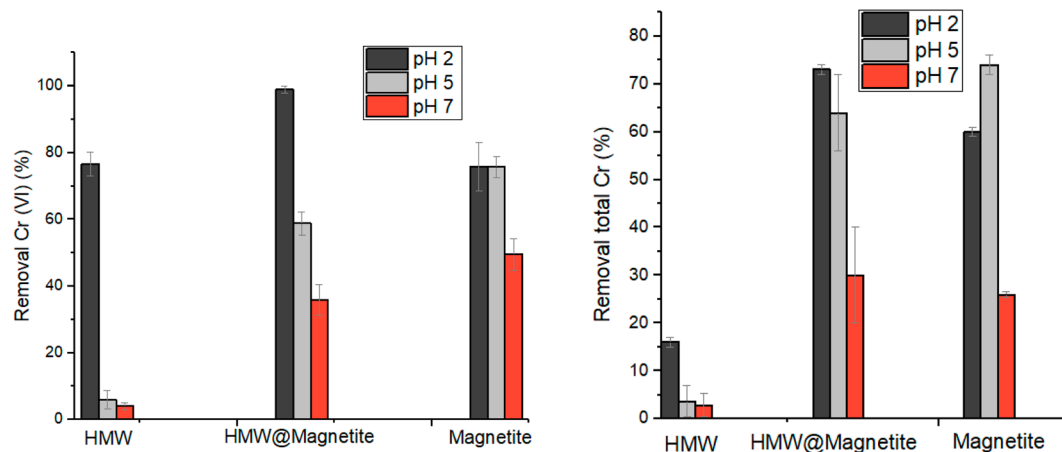 Removal Cr (VI) (%)
100
80
60
40
20
0
pH 2
pH 5
pH 7
HMW
HMW@Magnetite
Magnetite
Removal total Cr (%)
80
70
60
50
40
30
20
10
0
pH 2
pH 5
pH 7
HMW
HMW@Magnetite
Magnetite